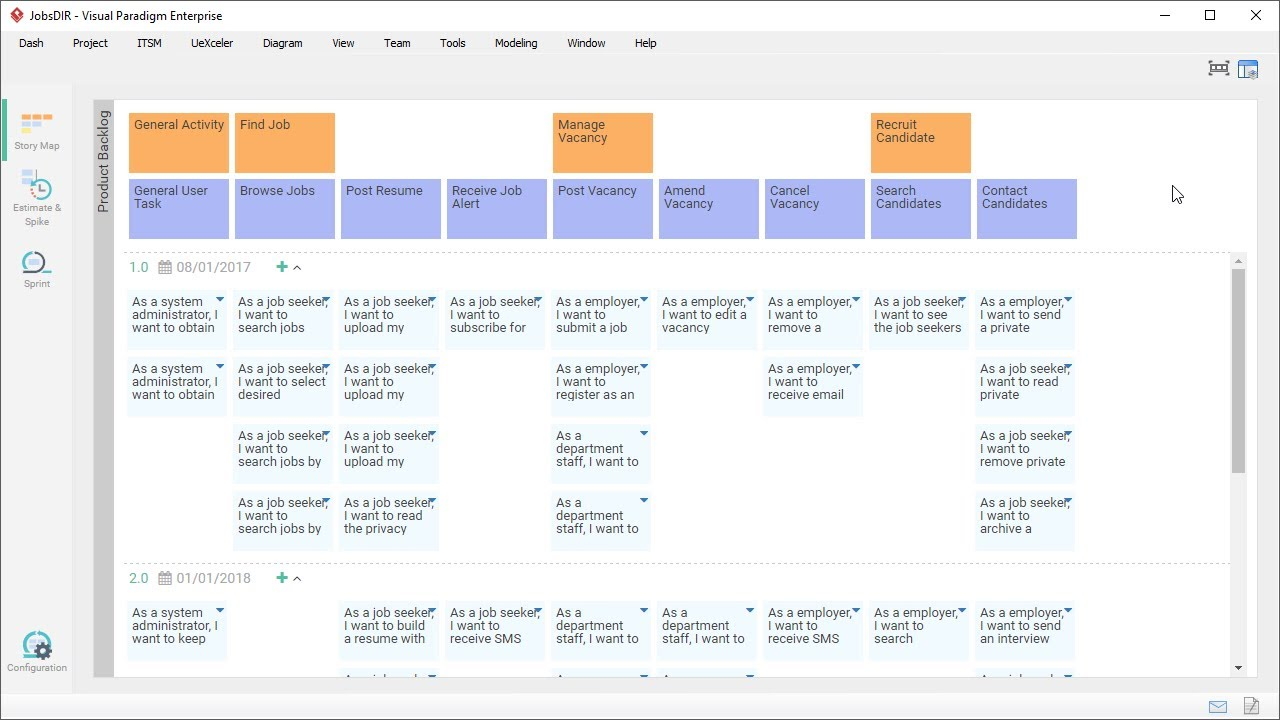 JobsDIR - Visual Paradigm Enterprise
Dash Project ITSM UeXceler Diagram View Team Tools Modeling Window Help
Story Map
Estimate &
Spike
Sprint
Configuration
Product Backlog
General Activity
Find Job
Manage
Vacancy
Recruit
Candidate
General User
Task
Browse Jobs
Post Resume
Receive Job
Alert
Post Vacancy
Amend
Vacancy
Cancel
Vacancy
Search
Candidates
Contact
Candidates
1.0 08/01/2017
As a system
administrator, I
want to obtain
As a job seeker,
I want to
search jobs
As a job seeker,
I want to
upload my
As a job seeker,
I want to
subscribe for
As a employer,
I want to
submit a job
As a employer,
I want to edit a
vacancy
As a employer,
I want to
remove a
As a job seeker,
I want to see
the job seekers
As a employer,
I want to send
a private
As a system
administrator, I
want to obtain
As a job seeker,
I want to select
desired
As a job seeker,
I want to
upload my
As a employer,
I want to
register as an
As a employer,
I want to
receive email
As a job seeker,
I want to read
private
As a job seeker,
I want to
search jobs by
As a job seeker,
I want to
upload my
As a
department
staff, I want to
As a job seeker,
I want to
remove private
As a job seeker,
I want to
search jobs by
As a job seeker,
I want to read
the privacy
As a
department
staff, I want to
As a job seeker,
I want to
archive a
2.0 01/01/2018
As a system
administrator, I
want to keep
As a job seeker,
I want to build
a resume with
As a job seeker,
I want to
receive SMS
As a
department
staff, I want to
As a
department
staff, I want to
As a employer,
I want to
receive SMS
As a employer,
I want to
search
As a employer,
I want to send
an interview